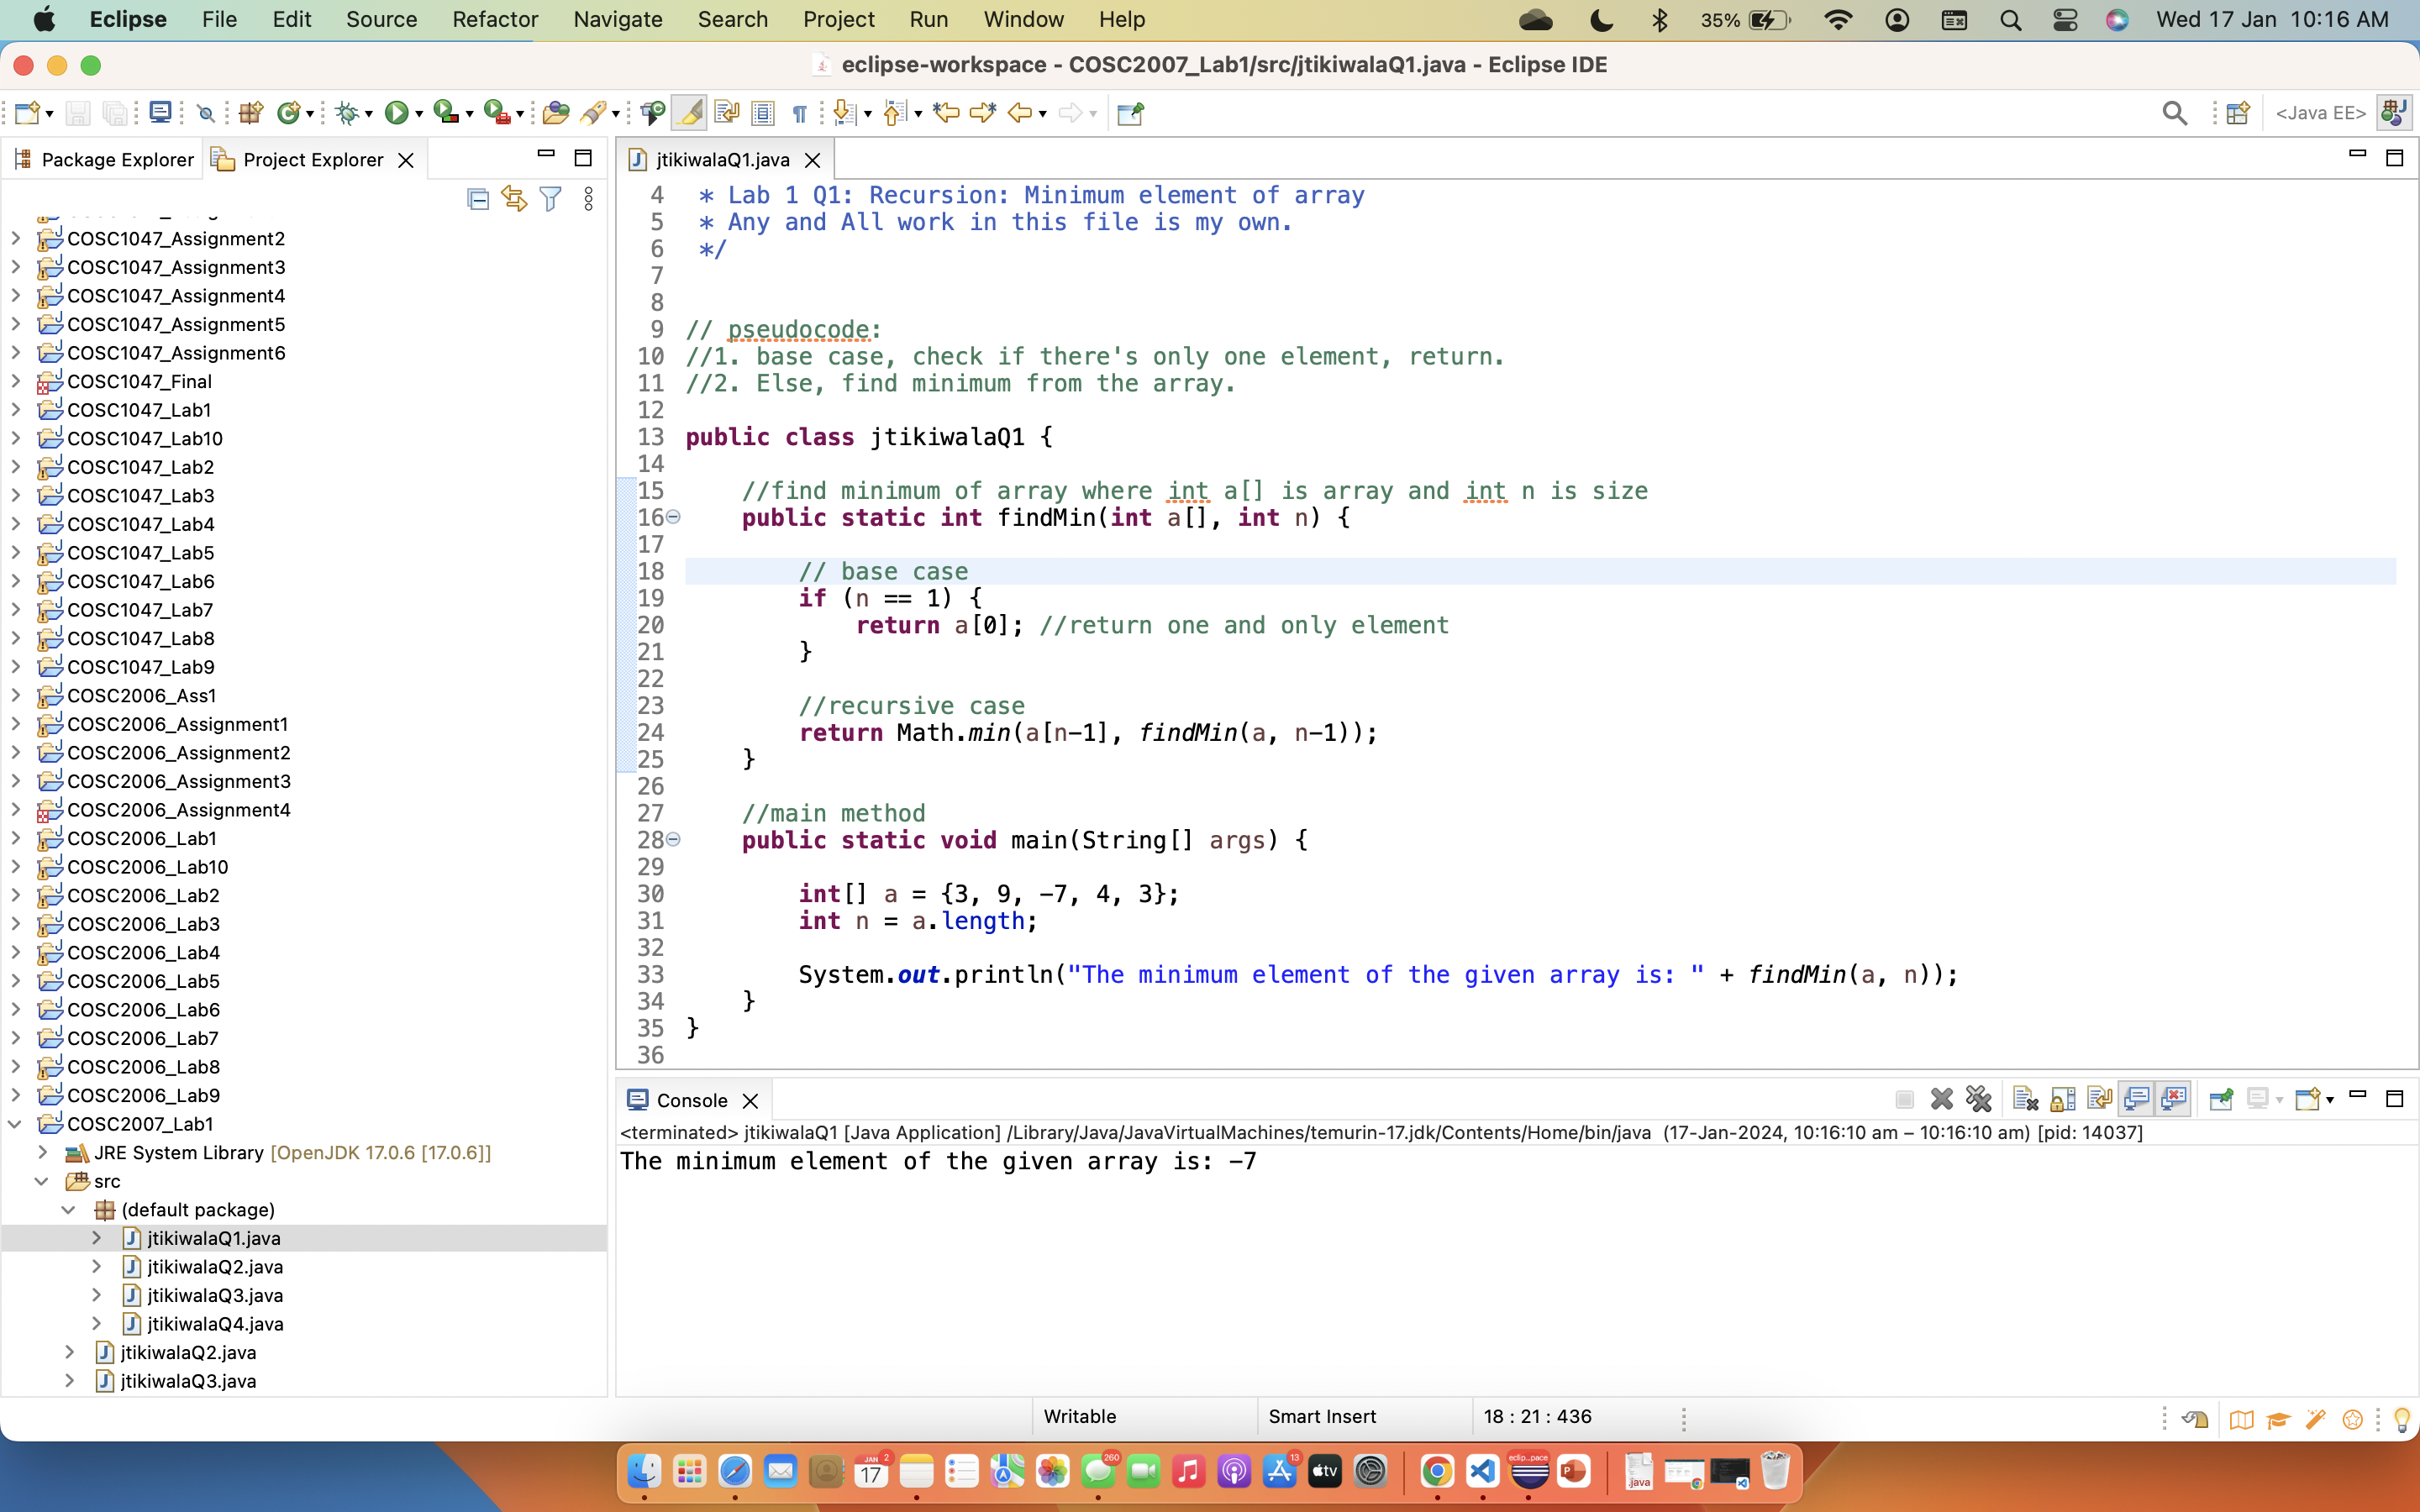 Eclipse File Edit Source Refactor Navigate Search Project Run Window Help 35% Wed 17 Jan 10:16 AM
eclipse-workspace - COSC2007_Lab1/src/jtikiwalaQ1.java - Eclipse IDE
<Java EE>
Package Explorer Project Explorer
COSC1047_Assignment2
COSC1047_Assignment3
COSC1047_Assignment4
COSC1047_Assignment5
COSC1047_Assignment6
COSC1047_Final
COSC1047_Lab1
COSC1047_Lab10
COSC1047_Lab2
COSC1047_Lab3
COSC1047_Lab4
COSC1047_Lab5
COSC1047_Lab6
COSC1047_Lab7
COSC1047_Lab8
COSC1047_Lab9
COSC2006_Ass1
COSC2006_Assignment1
COSC2006_Assignment2
COSC2006_Assignment3
COSC2006_Assignment4
COSC2006_Lab1
COSC2006_Lab10
COSC2006_Lab2
COSC2006_Lab3
COSC2006_Lab4
COSC2006_Lab5
COSC2006_Lab6
COSC2006_Lab7
COSC2006_Lab8
COSC2006_Lab9
COSC2007_Lab1
JRE System Library [OpenJDK 17.0.6 [17.0.6]]
src
(default package)
jtikiwalaQ1.java
jtikiwalaQ2.java
jtikiwalaQ3.java
jtikiwalaQ4.java
jtikiwalaQ2.java
jtikiwalaQ3.java
jtikiwalaQ1.java
4 * Lab 1 Q1: Recursion: Minimum element of array
5 * Any and All work in this file is my own.
6 */
7
8
9 // pseudocode:
10 //1. base case, check if there's only one element, return.
11 //2. Else, find minimum from the array.
12
13 public class jtikiwalaQ1 {
14
15 //find minimum of array where int a[] is array and int n is size
16 public static int findMin(int a[], int n) {
17
18 // base case
19 if (n == 1) {
20 return a[0]; //return one and only element
21 }
22
23 //recursive case
24 return Math.min(a[n-1], findMin(a, n-1));
25 }
26
27 //main method
28 public static void main(String[] args) {
29
30 int[] a = {3, 9, -7, 4, 3};
31 int n = a.length;
32
33 System.out.println("The minimum element of the given array is: " + findMin(a, n));
34 }
35 }
36
Console
<terminated> jtikiwalaQ1 [Java Application] /Library/Java/JavaVirtualMachines/temurin-17.jdk/Contents/Home/bin/java (17-Jan-2024, 10:16:10 am – 10:16:10 am) [pid: 14037]
The minimum element of the given array is: -7
Writable Smart Insert 18 : 21 : 436
JAN 17 2 260 13 tv eclip...pace P .java